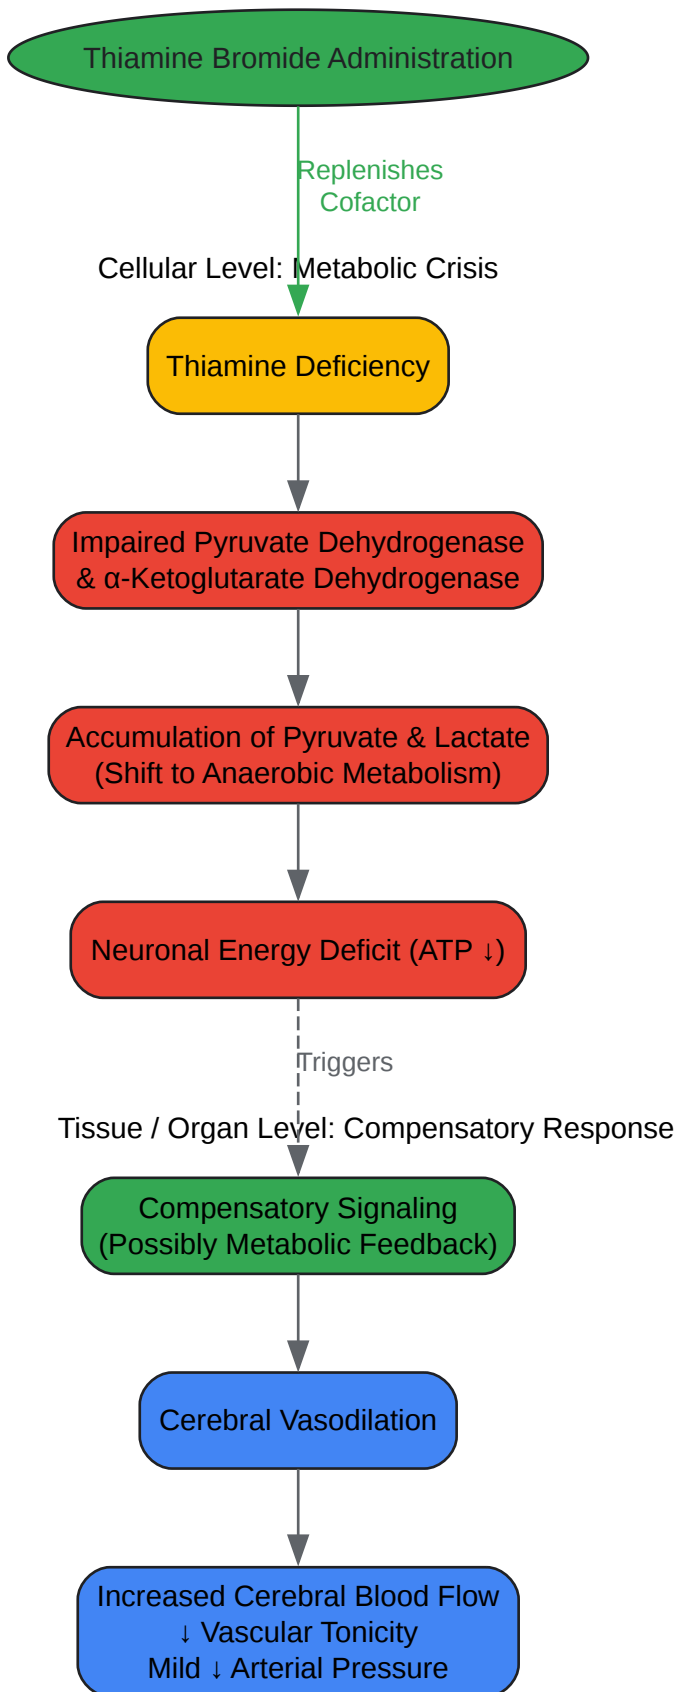 Thiamine Bromide Administration
Replenishes
Cofactor
Cellular Level: Metabolic Crisis
Thiamine Deficiency
Impaired Pyruvate Dehydrogenase
& α-Ketoglutarate Dehydrogenase
Accumulation of Pyruvate & Lactate
(Shift to Anaerobic Metabolism)
Neuronal Energy Deficit (ATP ↓)
Triggers
Tissue / Organ Level: Compensatory Response
Compensatory Signaling
(Possibly Metabolic Feedback)
Cerebral Vasodilation
Increased Cerebral Blood Flow
↓ Vascular Tonicity
Mild ↓ Arterial Pressure